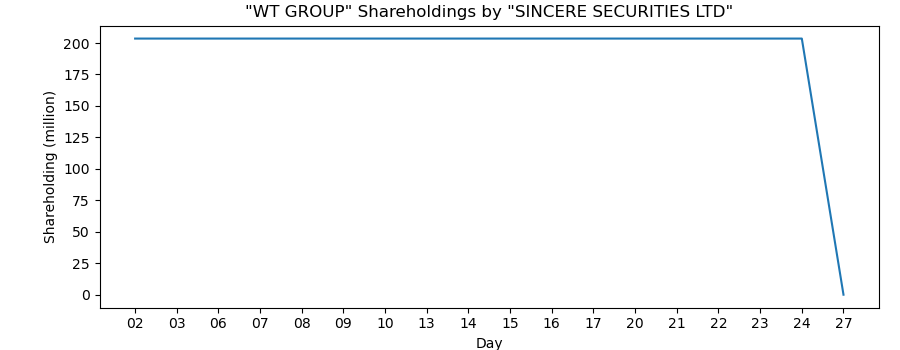 "WT GROUP" Shareholdings by "SINCERE SECURITIES LTD"
Shareholding (million)
200
175
150
125
100
75
50
25
0
02 03 06 07 08 09 10 13 14 15 16 17 20 21 22 23 24 27
Day